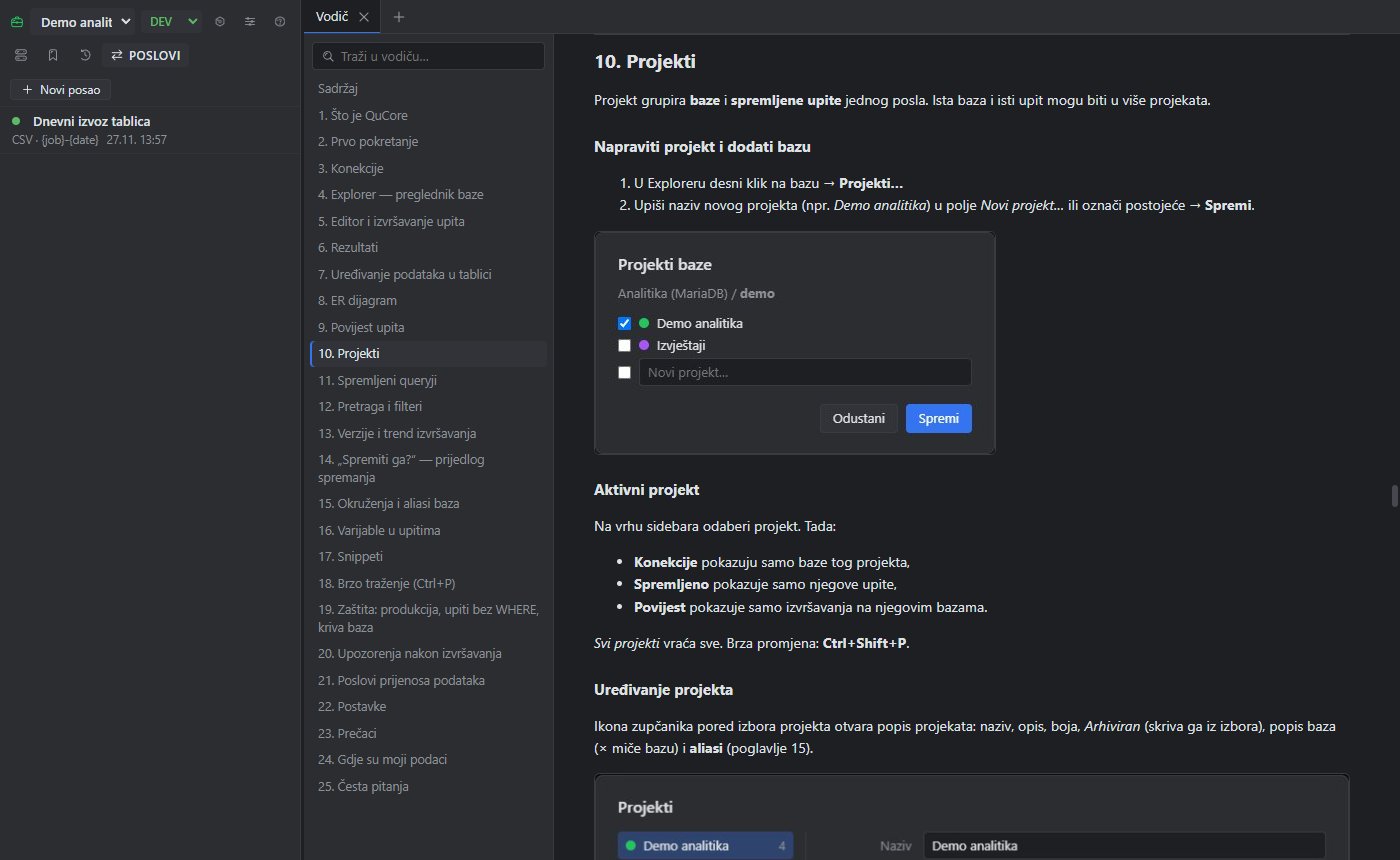 Demo analit
DEV
POSLOVI
Novi posao
Dnevni izvoz tablica
CSV · {job}-{date} 27.11. 13:57
Vodič
Traži u vodiču…
Sadržaj
1. Što je QuCore
2. Prvo pokretanje
3. Konekcije
4. Explorer — preglednik baze
5. Editor i izvršavanje upita
6. Rezultati
7. Uređivanje podataka u tablici
8. ER dijagram
9. Povijest upita
10. Projekti
11. Spremljeni queryji
12. Pretraga i filteri
13. Verzije i trend izvršavanja
14. „Spremiti ga?“ — prijedlog
spremanja
15. Okruženja i aliasi baza
16. Varijable u upitima
17. Snippeti
18. Brzo traženje (Ctrl+P)
19. Zaštita: produkcija, upiti bez WHERE,
kriva baza
20. Upozorenja nakon izvršavanja
21. Poslovi prijenosa podataka
22. Postavke
23. Prečaci
24. Gdje su moji podaci
25. Česta pitanja
10. Projekti
Projekt grupira baze i spremljene upite jednog posla. Ista baza i isti upit mogu biti u više projekata.
Napraviti projekt i dodati bazu
1. U Exploreru desni klik na bazu → Projekti…
2. Upiši naziv novog projekta (npr. Demo analitika) u polje Novi projekt… ili označi postojeće → Spremi.
Projekti baze
Analitika (MariaDB) / demo
Demo analitika
Izvještaji
Novi projekt…
Odustani
Spremi
Aktivni projekt
Na vrhu sidebara odaberi projekt. Tada:
• Konekcije pokazuju samo baze tog projekta,
• Spremljeno pokazuje samo njegove upite,
• Povijest pokazuje samo izvršavanja na njegovim bazama.
Svi projekti vraća sve. Brza promjena: Ctrl+Shift+P.
Uređivanje projekta
Ikona zupčanika pored izbora projekta otvara popis projekata: naziv, opis, boja, Arhiviran (skriva ga iz izbora), popis baza
(× miče bazu) i aliasi (poglavlje 15).
Projekti
Demo analitika 4
Naziv Demo analitika